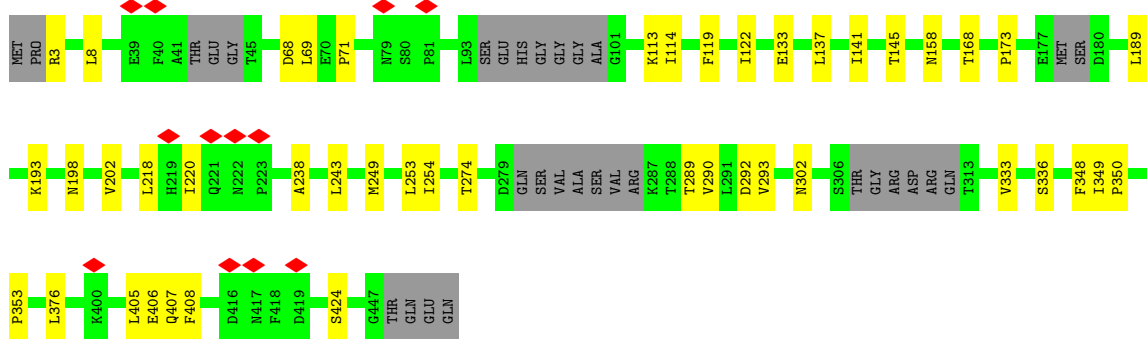 MET PRO R3 L8 E39 F40 A41 THR GLU GLY T45 D68 L69 E70 P71 N79 S80 P81 L93 SER GLU HIS GLY GLY GLY ALA G101 K113 I114 F119 I122 E133 L137 I141 T145 N158 T168 P173 E177 MET SER D180 L189
K193 N198 V202 L218 H219 I220 Q221 N222 P223 A238 L243 M249 L253 I254 T274 D279 GLN SER VAL ALA SER VAL ARG K287 T288 T289 V290 L291 D292 V293 N302 S306 THR GLY ARG ASP ARG GLN T313 V333 S336 F348 I349 P350
P353 L376 K400 L405 E406 Q407 F408 D416 N417 F418 D419 S424 G447 THR GLN GLU GLN